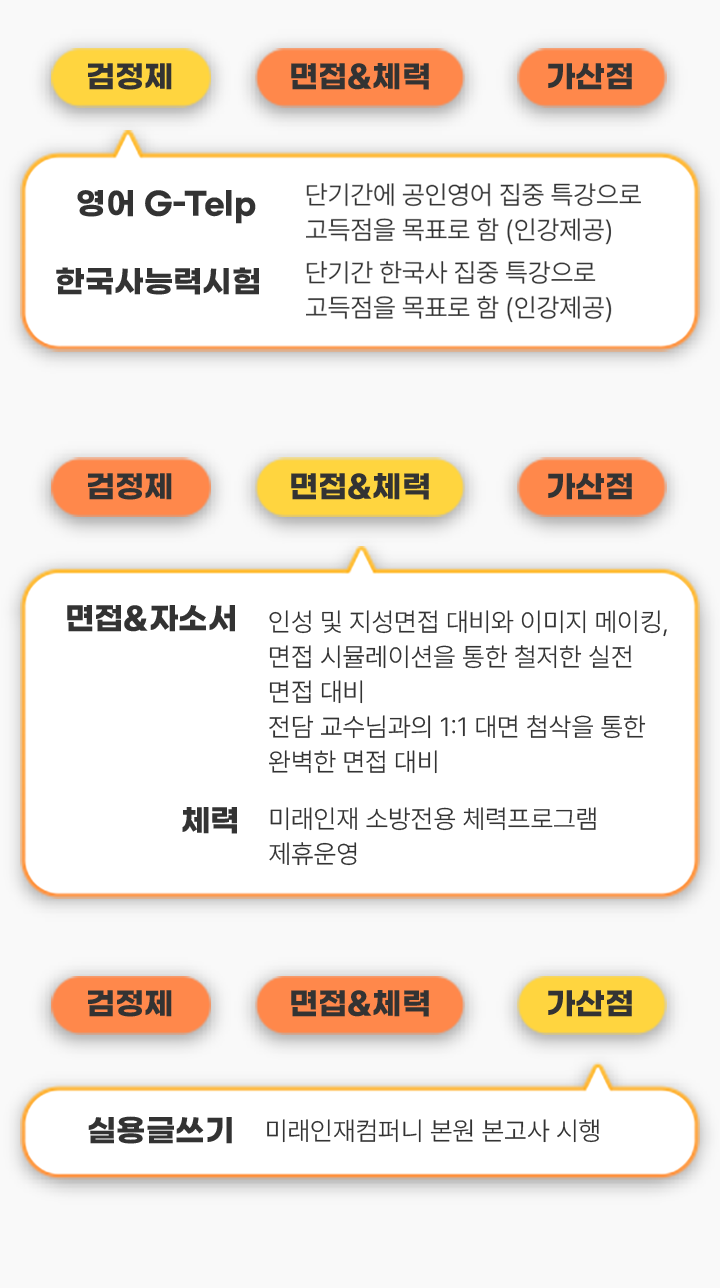 검정제 면접&체력 가산점
영어 G-Telp
단기간에 공인영어 집중 특강으로
고득점을 목표로 함 (인강제공)
한국사능력시험
단기간 한국사 집중 특강으로
고득점을 목표로 함 (인강제공)
검정제 면접&체력 가산점
면접&자소서
인성 및 지성면접 대비와 이미지 메이킹,
면접 시뮬레이션을 통한 철저한 실전
면접 대비
전담 교수님과의 1:1 대면 첨삭을 통한
완벽한 면접 대비
체력
미래인재 소방전용 체력프로그램
제휴운영
검정제 면접&체력 가산점
실용글쓰기 미래인재컴퍼니 본원 본고사 시행